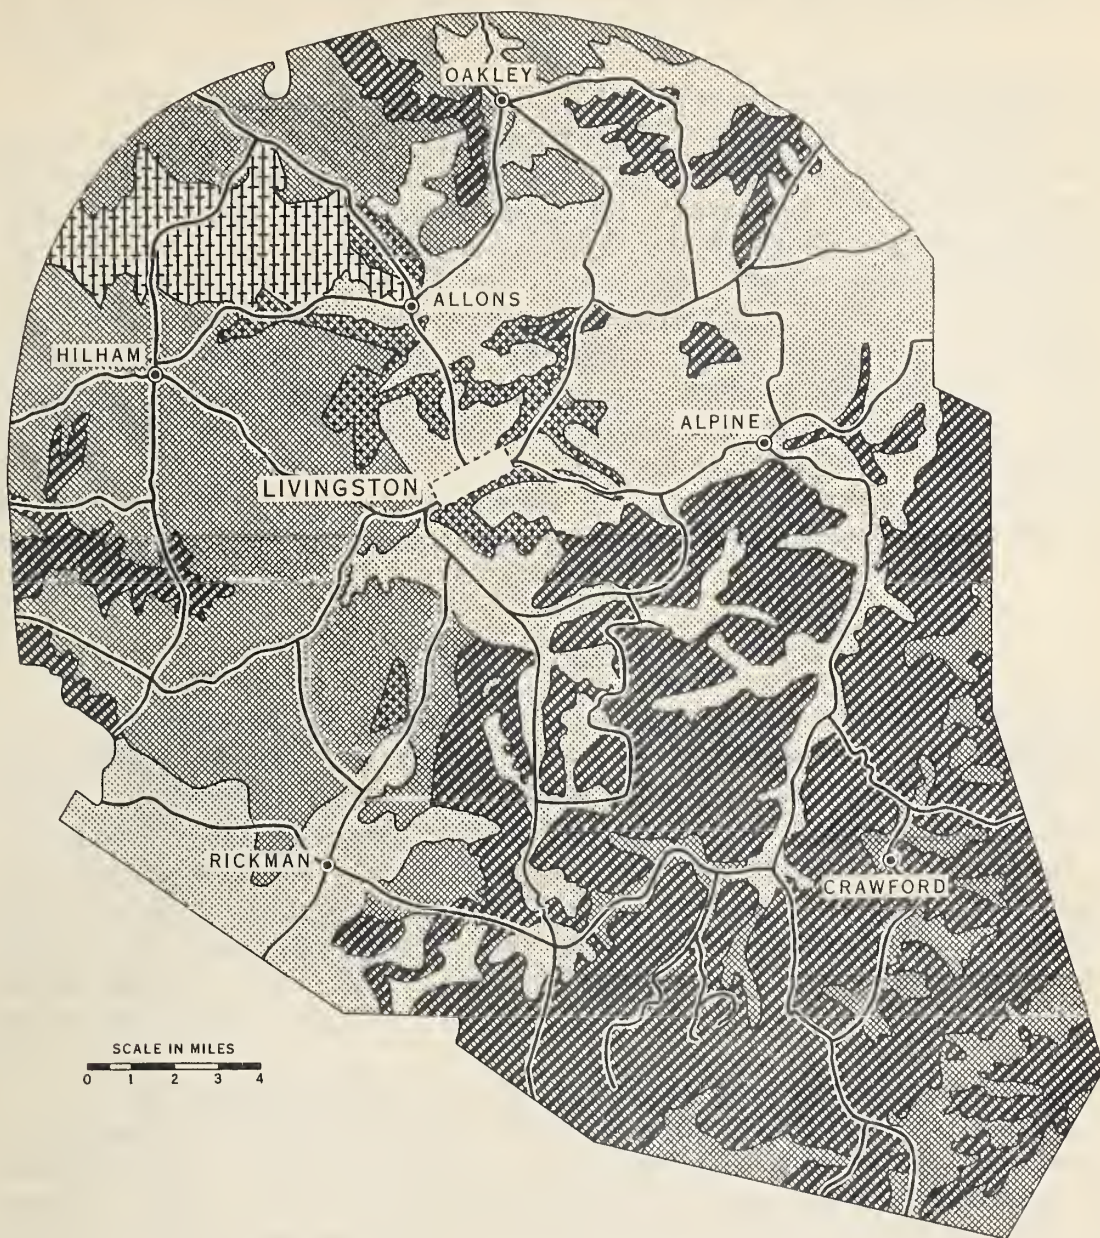 OAKLEY
ALLONS
HILHAM
ALPINE
LIVINGSTON
RICKMAN
CRAWFORD
SCALE IN MILES
0 1 2 3 4